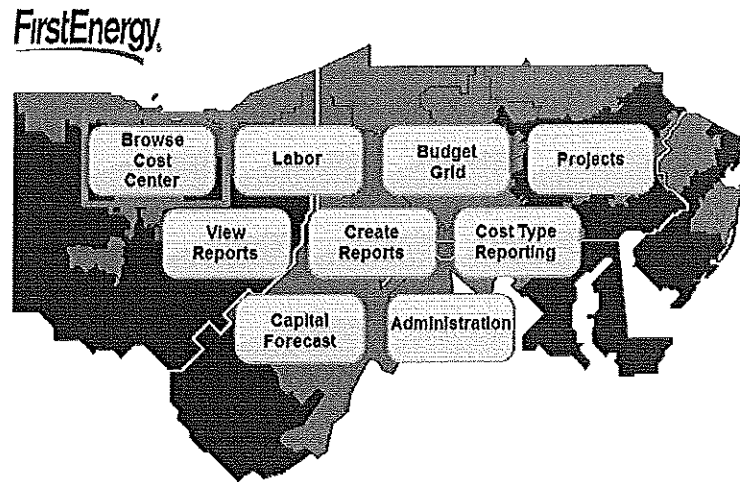 FirstEnergy
Browse
Cost
Center
Labor
Budget
Grid
Projects
View
Reports
Create
Reports
Cost Type
Reporting
Capital
Forecast
Administration